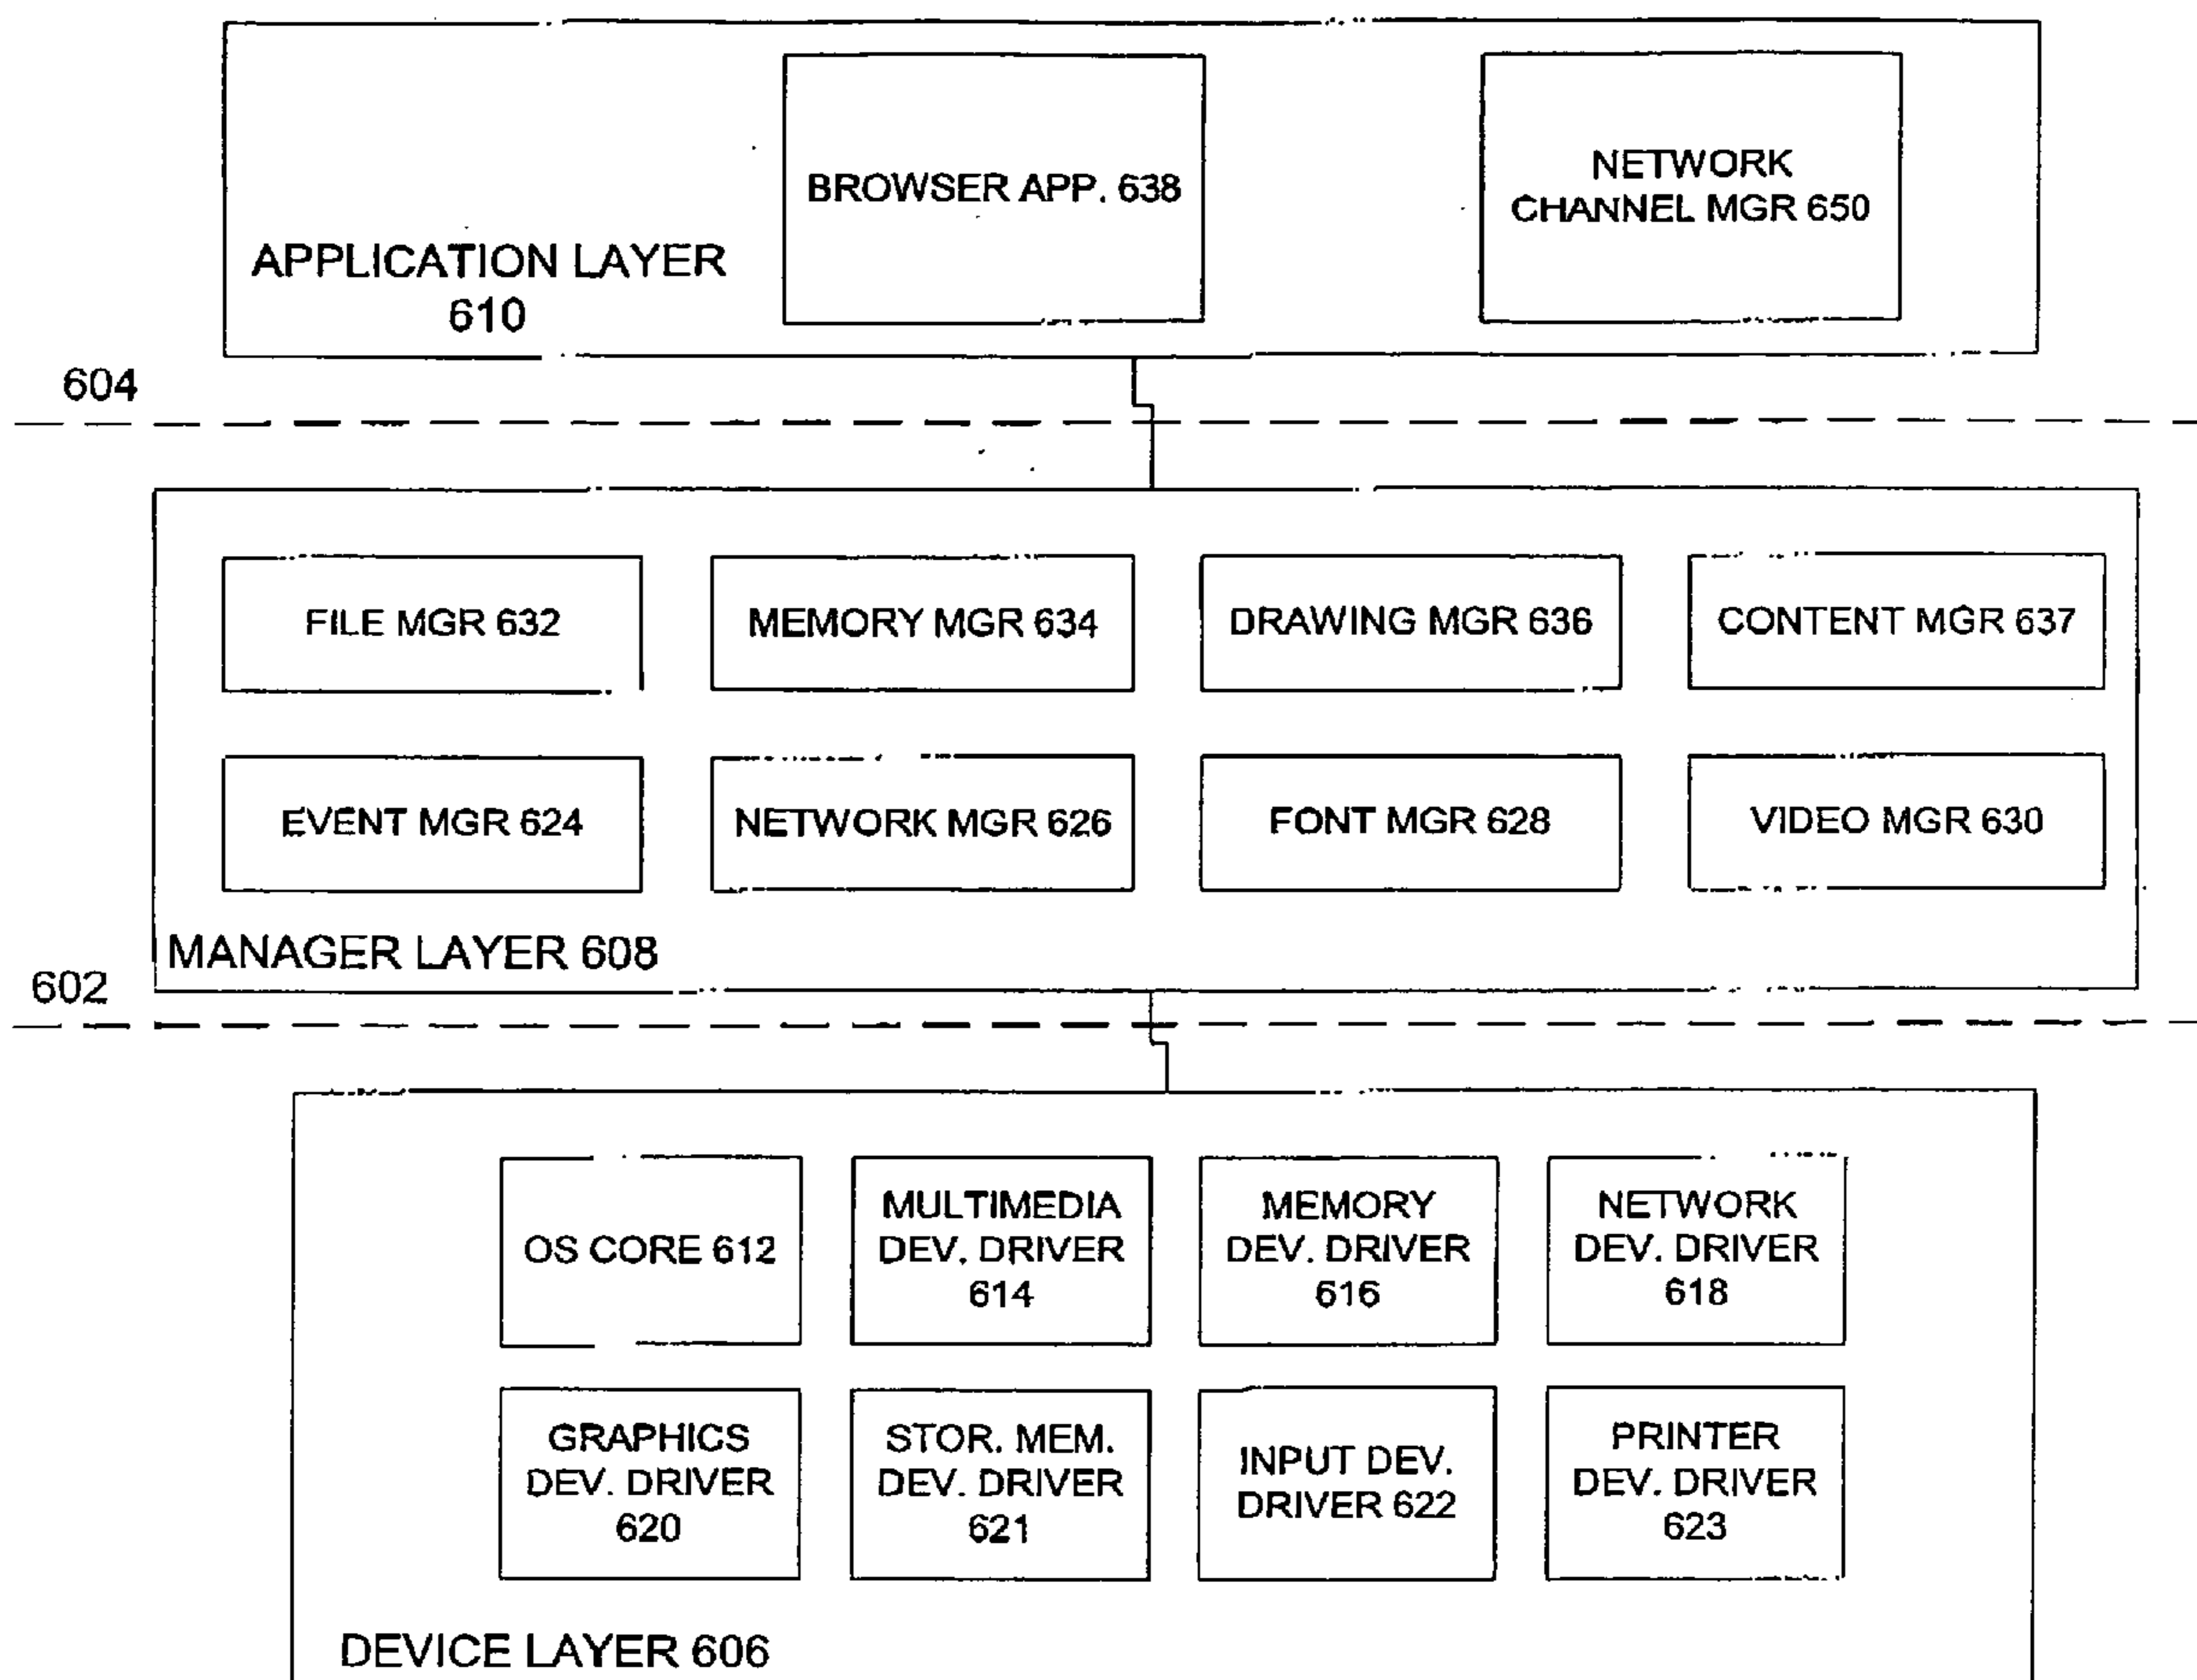 BROWSER APP. 638
NETWORK
CHANNEL MGR 650
APPLICATION LAYER
610
604
FILE MGR 632
MEMORY MGR 634
DRAWING MGR 636
CONTENT MGR 637
EVENT MGR 624
NETWORK MGR 626
FONT MGR 628
VIDEO MGR 630
MANAGER LAYER 608
602
OS CORE 612
MULTIMEDIA
DEV. DRIVER
614
MEMORY
DEV. DRIVER
616
NETWORK
DEV. DRIVER
618
GRAPHICS
DEV. DRIVER
620
STOR. MEM.
DEV. DRIVER
621
INPUT DEV.
DRIVER 622
PRINTER
DEV. DRIVER
623
DEVICE LAYER 606